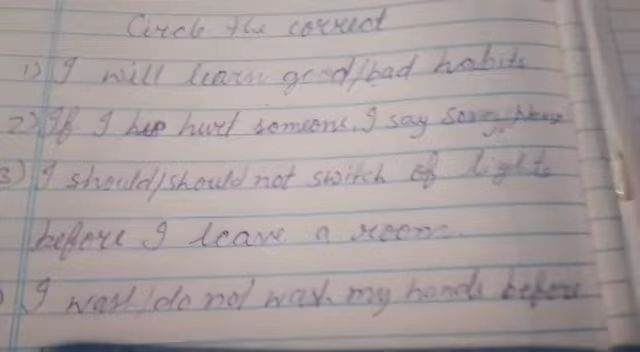 Circle the correct
1) I will learn good/bad habits
2) If I hurt someone, I say sorry/
3) I should/should not switch of lights
before I leave a room.
) I wash/do not wash my hands before